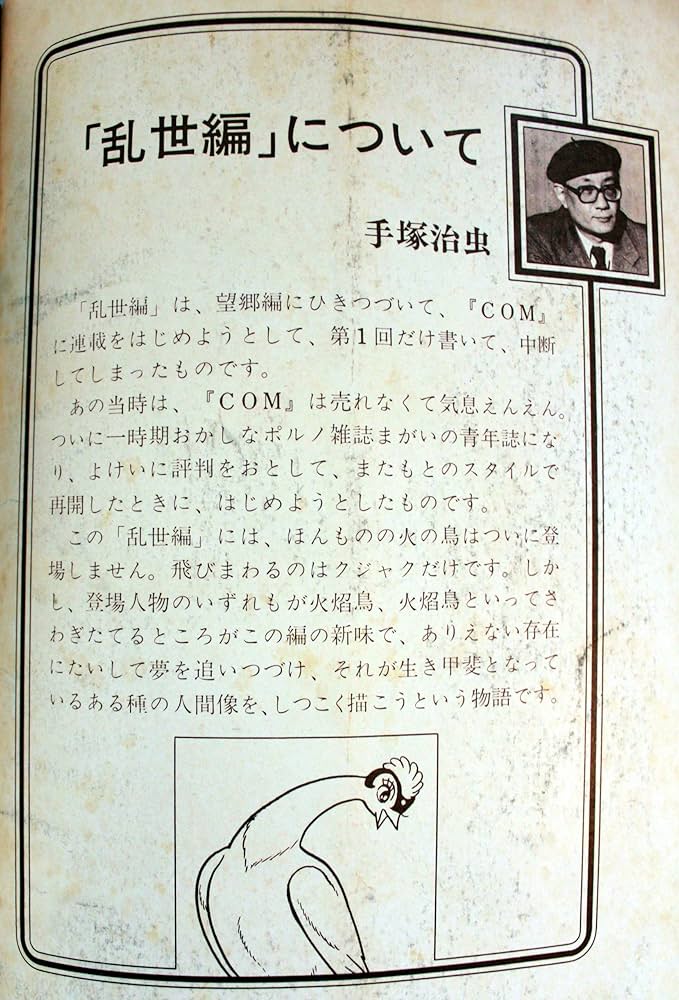 「乱世編」について
手塚治虫
「乱世編」は、望郷編にひきつづいて、『COM』
に連載をはじめようとして、第1回だけ書いて、中断
してしまったものです。
あの当時は、『COM』は売れなくて気息えんえん。
ついに一時期おかしなポルノ雑誌まがいの青年誌にな
り、よけいに評判をおとして、またもとのスタイルで
再開したときに、はじめようとしたものです。
この「乱世編」には、ほんものの火の鳥はついに登
場しません。飛びまわるのはクジャクだけです。しか
し、登場人物のいずれもが火焰鳥、火焰鳥といってさ
わぎたてるところがこの編の新味で、ありえない存在
にたいして夢を追いつづけ、それが生き甲斐となって
いるある種の人間像を、しつこく描こうという物語です。